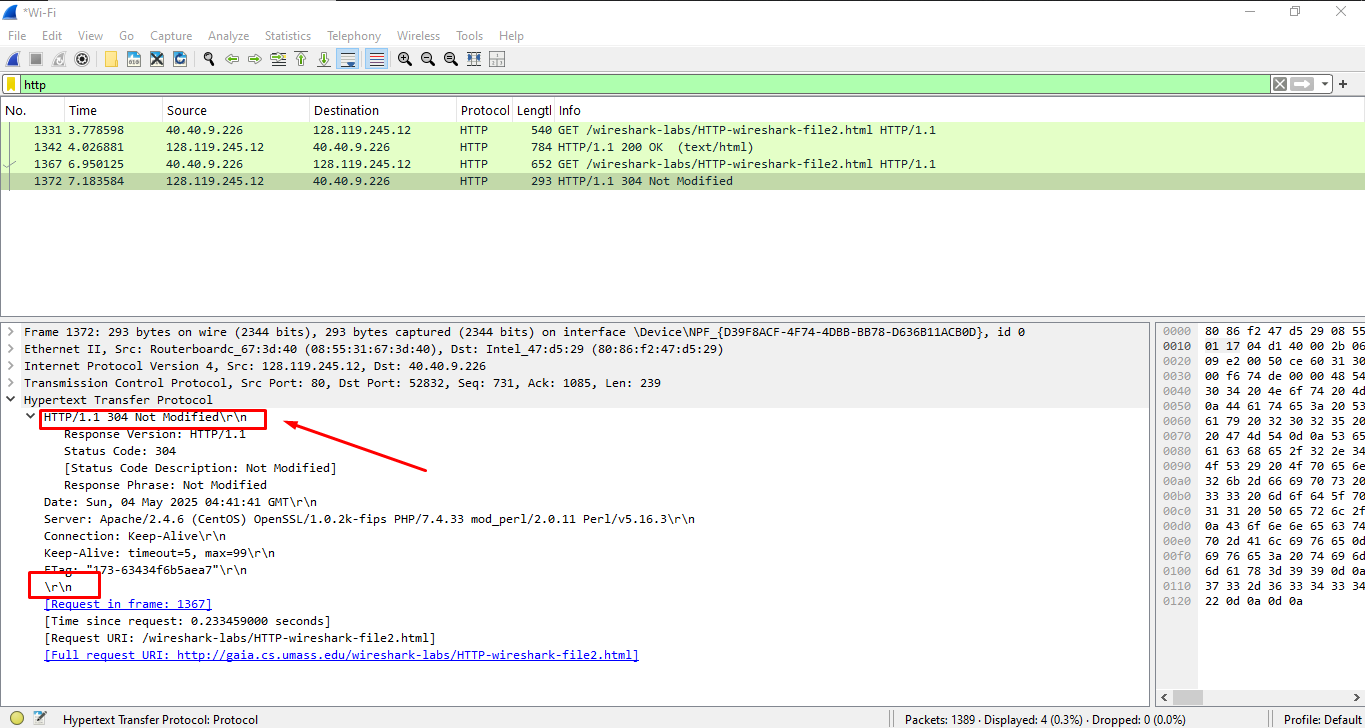 *Wi-Fi
File Edit View Go Capture Analyze Statistics Telephony Wireless Tools Help
http
No. Time Source Destination Protocol Lengtl Info
1331 3.778598 40.40.9.226 128.119.245.12 HTTP 540 GET /wireshark-labs/HTTP-wireshark-file2.html HTTP/1.1
1342 4.026881 128.119.245.12 40.40.9.226 HTTP 784 HTTP/1.1 200 OK (text/html)
1367 6.950125 40.40.9.226 128.119.245.12 HTTP 652 GET /wireshark-labs/HTTP-wireshark-file2.html HTTP/1.1
1372 7.183584 128.119.245.12 40.40.9.226 HTTP 293 HTTP/1.1 304 Not Modified
Frame 1372: 293 bytes on wire (2344 bits), 293 bytes captured (2344 bits) on interface \Device\NPF_{D39F8ACF-4F74-4DBB-BB78-D636B11ACB0D}, id 0
Ethernet II, Src: Routerboardc_67:3d:40 (08:55:31:67:3d:40), Dst: Intel_47:d5:29 (80:86:f2:47:d5:29)
Internet Protocol Version 4, Src: 128.119.245.12, Dst: 40.40.9.226
Transmission Control Protocol, Src Port: 80, Dst Port: 52832, Seq: 731, Ack: 1085, Len: 239
Hypertext Transfer Protocol
HTTP/1.1 304 Not Modified\r\n
Response Version: HTTP/1.1
Status Code: 304
[Status Code Description: Not Modified]
Response Phrase: Not Modified
Date: Sun, 04 May 2025 04:41:41 GMT\r\n
Server: Apache/2.4.6 (CentOS) OpenSSL/1.0.2k-fips PHP/7.4.33 mod_perl/2.0.11 Perl/v5.16.3\r\n
Connection: Keep-Alive\r\n
Keep-Alive: timeout=5, max=99\r\n
ETag: "173-63434f6b5aea7"\r\n
\r\n
[Request in frame: 1367]
[Time since request: 0.233459000 seconds]
[Request URI: /wireshark-labs/HTTP-wireshark-file2.html]
[Full request URI: http://gaia.cs.umass.edu/wireshark-labs/HTTP-wireshark-file2.html]
0000 80 86 f2 47 d5 29 08 55
0010 01 17 04 d1 40 00 2b 06
0020 09 e2 00 50 ce 60 31 30
0030 00 f6 74 de 00 00 48 54
0040 30 34 20 4e 6f 74 20 4d
0050 0a 44 61 74 65 3a 20 53
0060 61 79 20 32 30 32 35 20
0070 20 47 4d 54 0d 0a 53 65
0080 61 63 68 65 2f 32 2e 34
0090 4f 53 29 20 4f 70 65 6e
00a0 32 6b 2d 66 69 70 73 20
00b0 33 33 20 6d 6f 64 5f 70
00c0 31 31 20 50 65 72 6c 2f
00d0 0a 43 6f 6e 6e 65 63 74
00e0 70 2d 41 6c 69 76 65 0d
00f0 69 76 65 3a 20 74 69 6d
0100 6d 61 78 3d 39 39 0d 0a
0110 37 33 2d 36 33 34 33 34
0120 22 0d 0a 0d 0a
Hypertext Transfer Protocol: Protocol Packets: 1389 · Displayed: 4 (0.3%) · Dropped: 0 (0.0%) Profile: Default